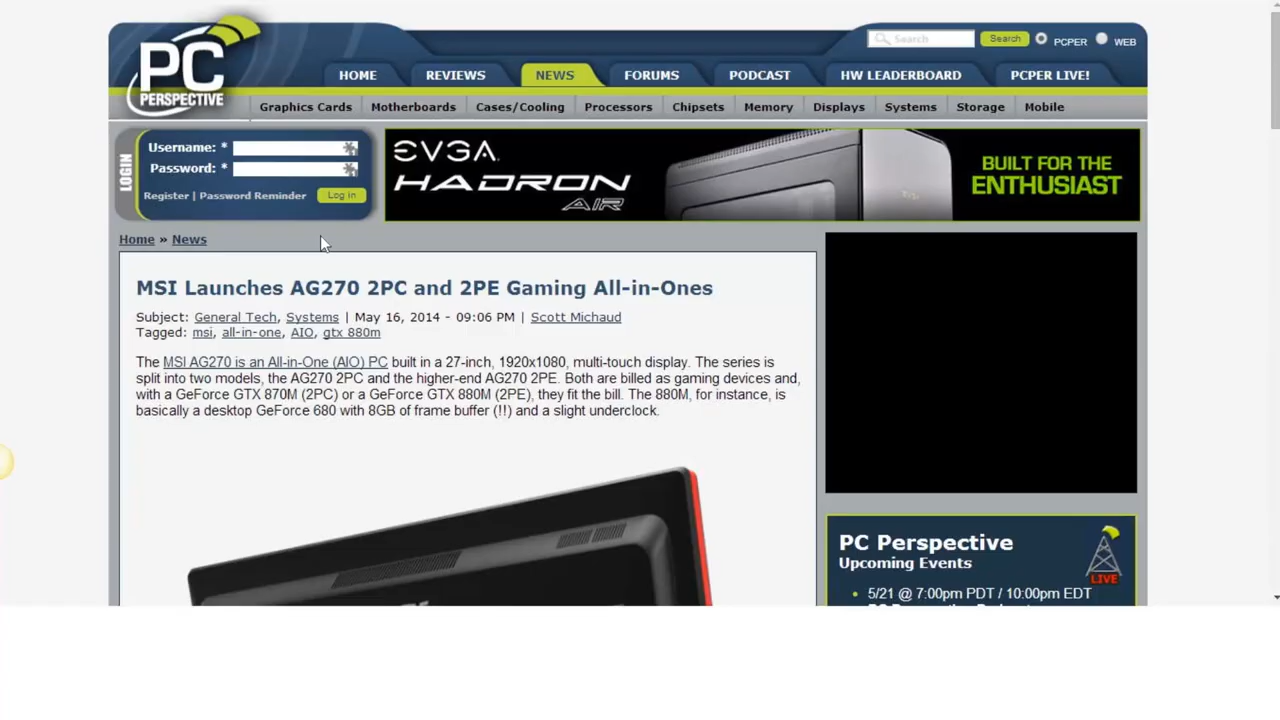 PC
PERSPECTIVE
Search
Search
PCPER
WEB
HOME
REVIEWS
NEWS
FORUMS
PODCAST
HW LEADERBOARD
PCPER LIVE!
Graphics Cards
Motherboards
Cases/Cooling
Processors
Chipsets
Memory
Displays
Systems
Storage
Mobile
LOGIN
Username: *
Password: *
Register | Password Reminder
Log in
EVGA
HADRON
AIR
BUILT FOR THE
ENTHUSIAST
Home » News
MSI Launches AG270 2PC and 2PE Gaming All-in-Ones
Subject: General Tech, Systems | May 16, 2014 - 09:06 PM | Scott Michaud
Tagged: msi, all-in-one, AIO, gtx 880m
The MSI AG270 is an All-in-One (AIO) PC built in a 27-inch, 1920x1080, multi-touch display. The series is
split into two models, the AG270 2PC and the higher-end AG270 2PE. Both are billed as gaming devices and,
with a GeForce GTX 870M (2PC) or a GeForce GTX 880M (2PE), they fit the bill. The 880M, for instance, is
basically a desktop GeForce 680 with 8GB of frame buffer (!!) and a slight underclock.
PC Perspective
Upcoming Events
LIVE
• 5/21 @ 7:00pm PDT / 10:00pm EDT